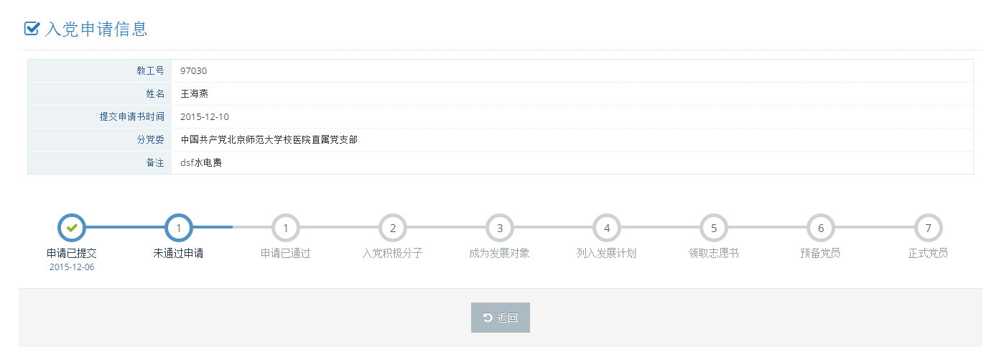 入党申请信息
教工号 97030
姓名 王海燕
提交申请书时间 2015-12-10
分党委 中国共产党北京师范大学校医院直属党支部
备注 dsf水电费
1 1 2 3 4 5 6 7
申请已提交 未通过申请 申请已通过 入党积极分子 成为发展对象 列入发展计划 领取志愿书 预备党员 正式党员
2015-12-06
返回